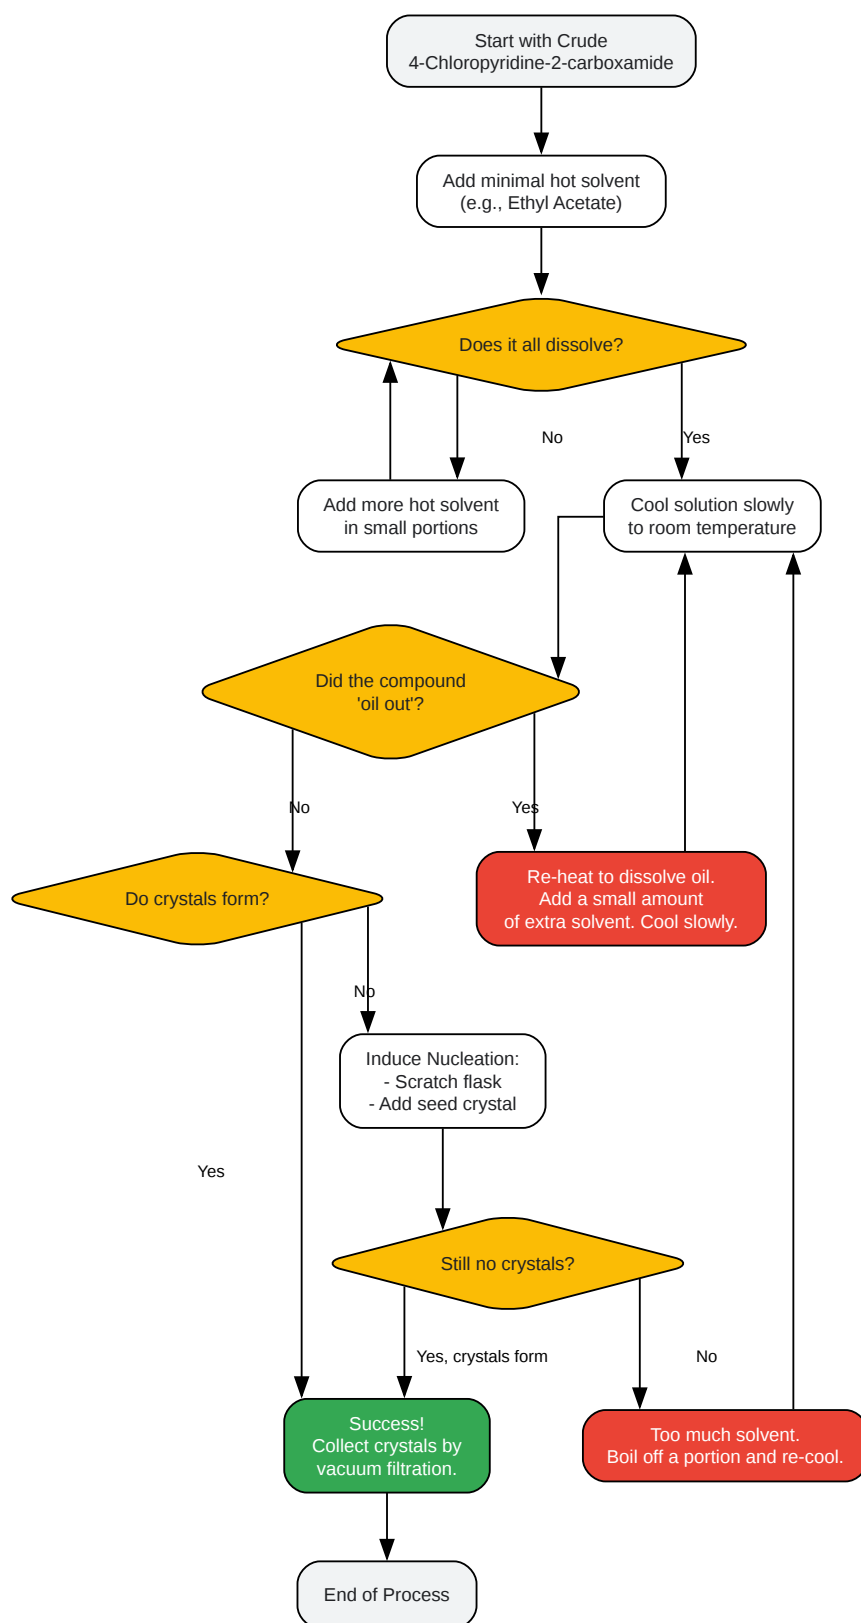 Start with Crude
4-Chloropyridine-2-carboxamide
Add minimal hot solvent
(e.g., Ethyl Acetate)
Does it all dissolve?
No
Yes
Add more hot solvent
in small portions
Cool solution slowly
to room temperature
Did the compound
'oil out'?
No
Yes
Do crystals form?
Re-heat to dissolve oil.
Add a small amount
of extra solvent. Cool slowly.
No
Induce Nucleation:
- Scratch flask
- Add seed crystal
Yes
Still no crystals?
Yes, crystals form
No
Success!
Collect crystals by
vacuum filtration.
Too much solvent.
Boil off a portion and re-cool.
End of Process